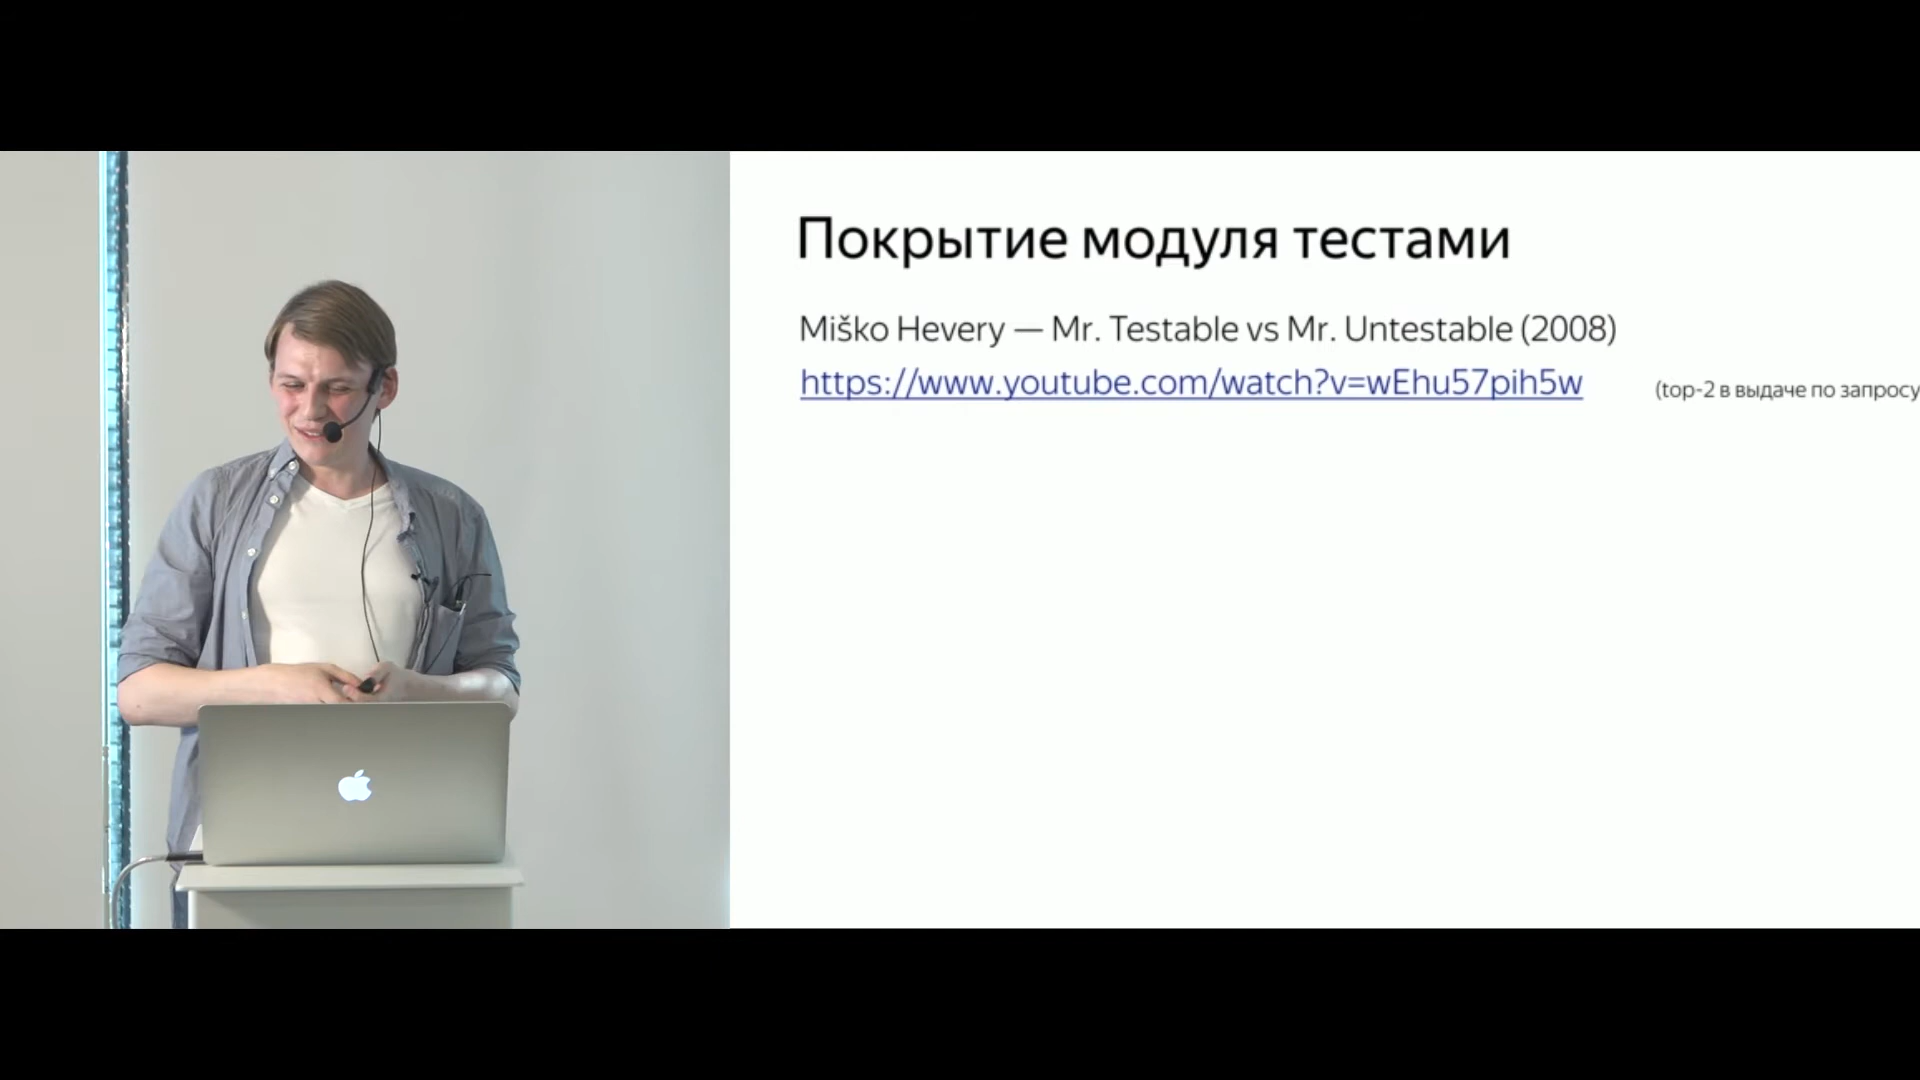 Покрытие модуля тестами
Miško Hevery — Mr. Testable vs Mr. Untestable (2008)
https://www.youtube.com/watch?v=wEhu57pih5w
(top-2 в выдаче по запросу